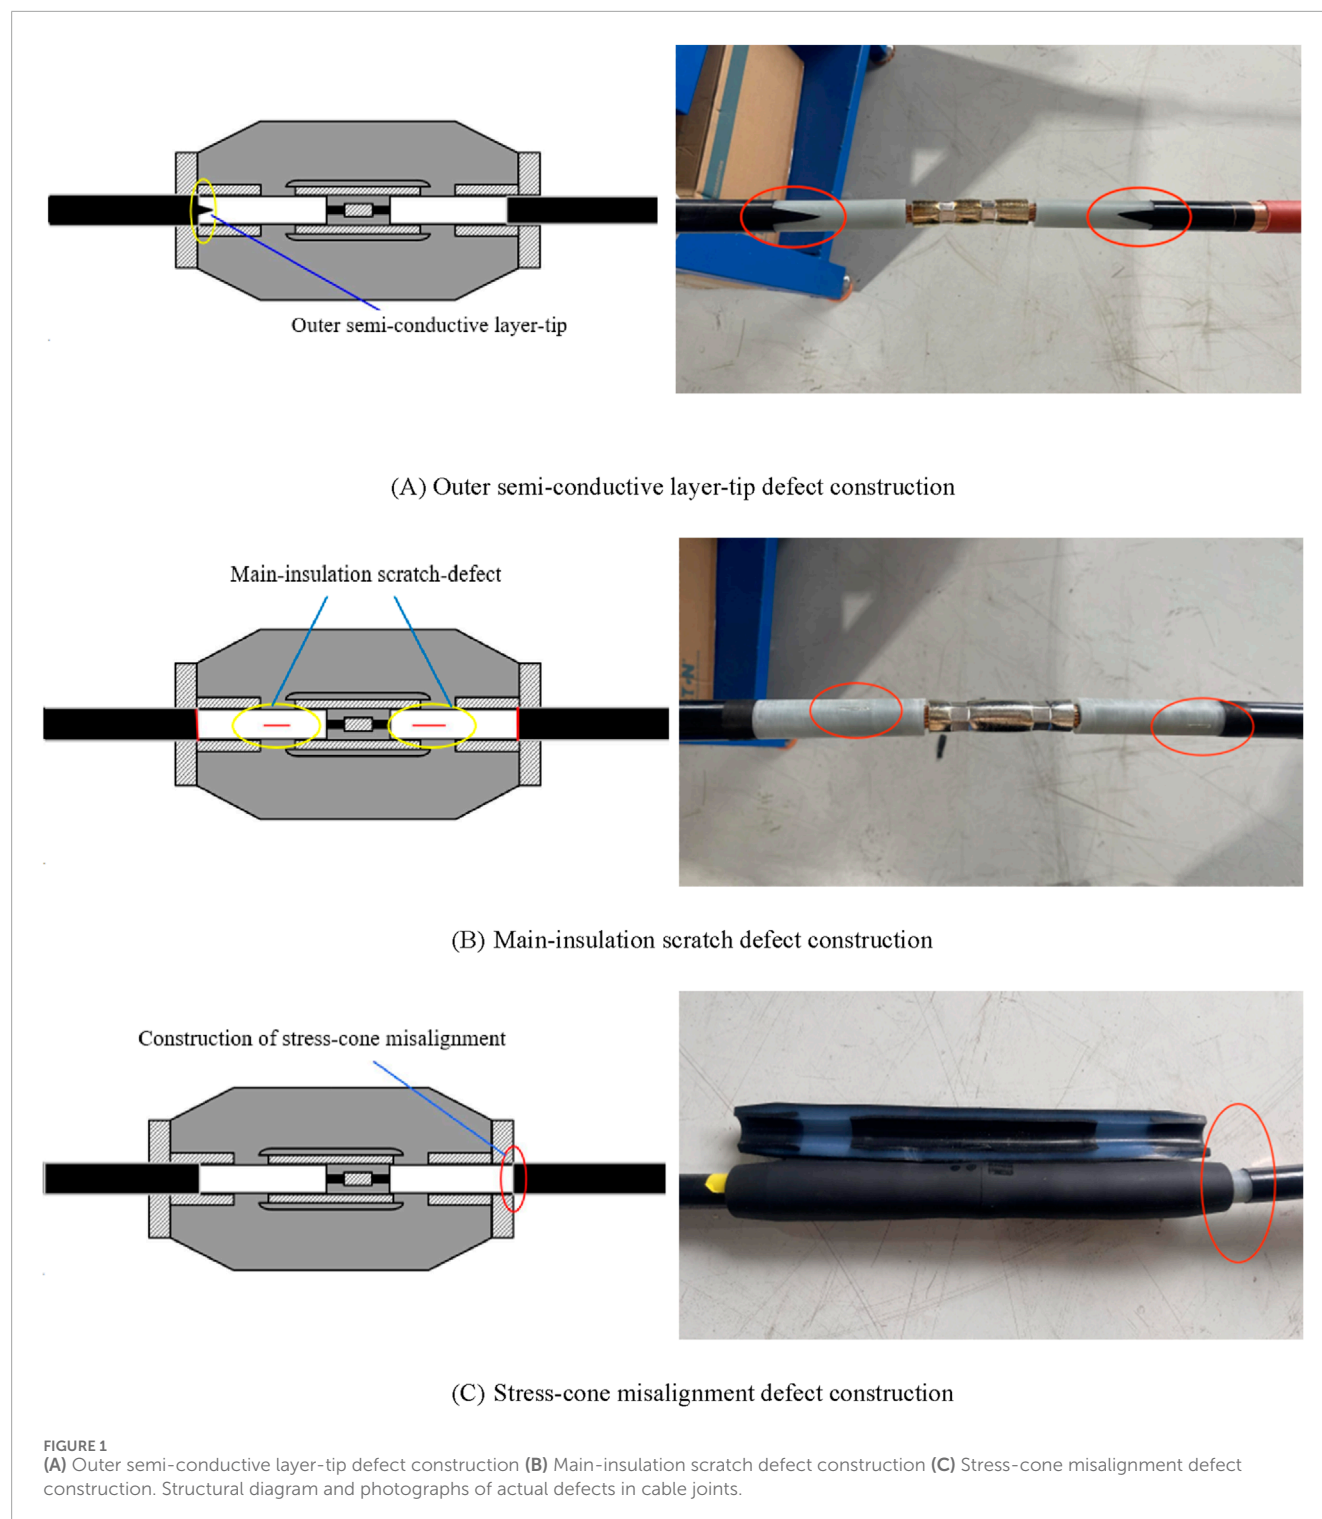 Outer semi-conductive layer-tip
(A) Outer semi-conductive layer-tip defect construction
Main-insulation scratch-defect
(B) Main-insulation scratch defect construction
Construction of stress-cone misalignment
(C) Stress-cone misalignment defect construction
FIGURE 1
(A) Outer semi-conductive layer-tip defect construction (B) Main-insulation scratch defect construction (C) Stress-cone misalignment defect
construction. Structural diagram and photographs of actual defects in cable joints.